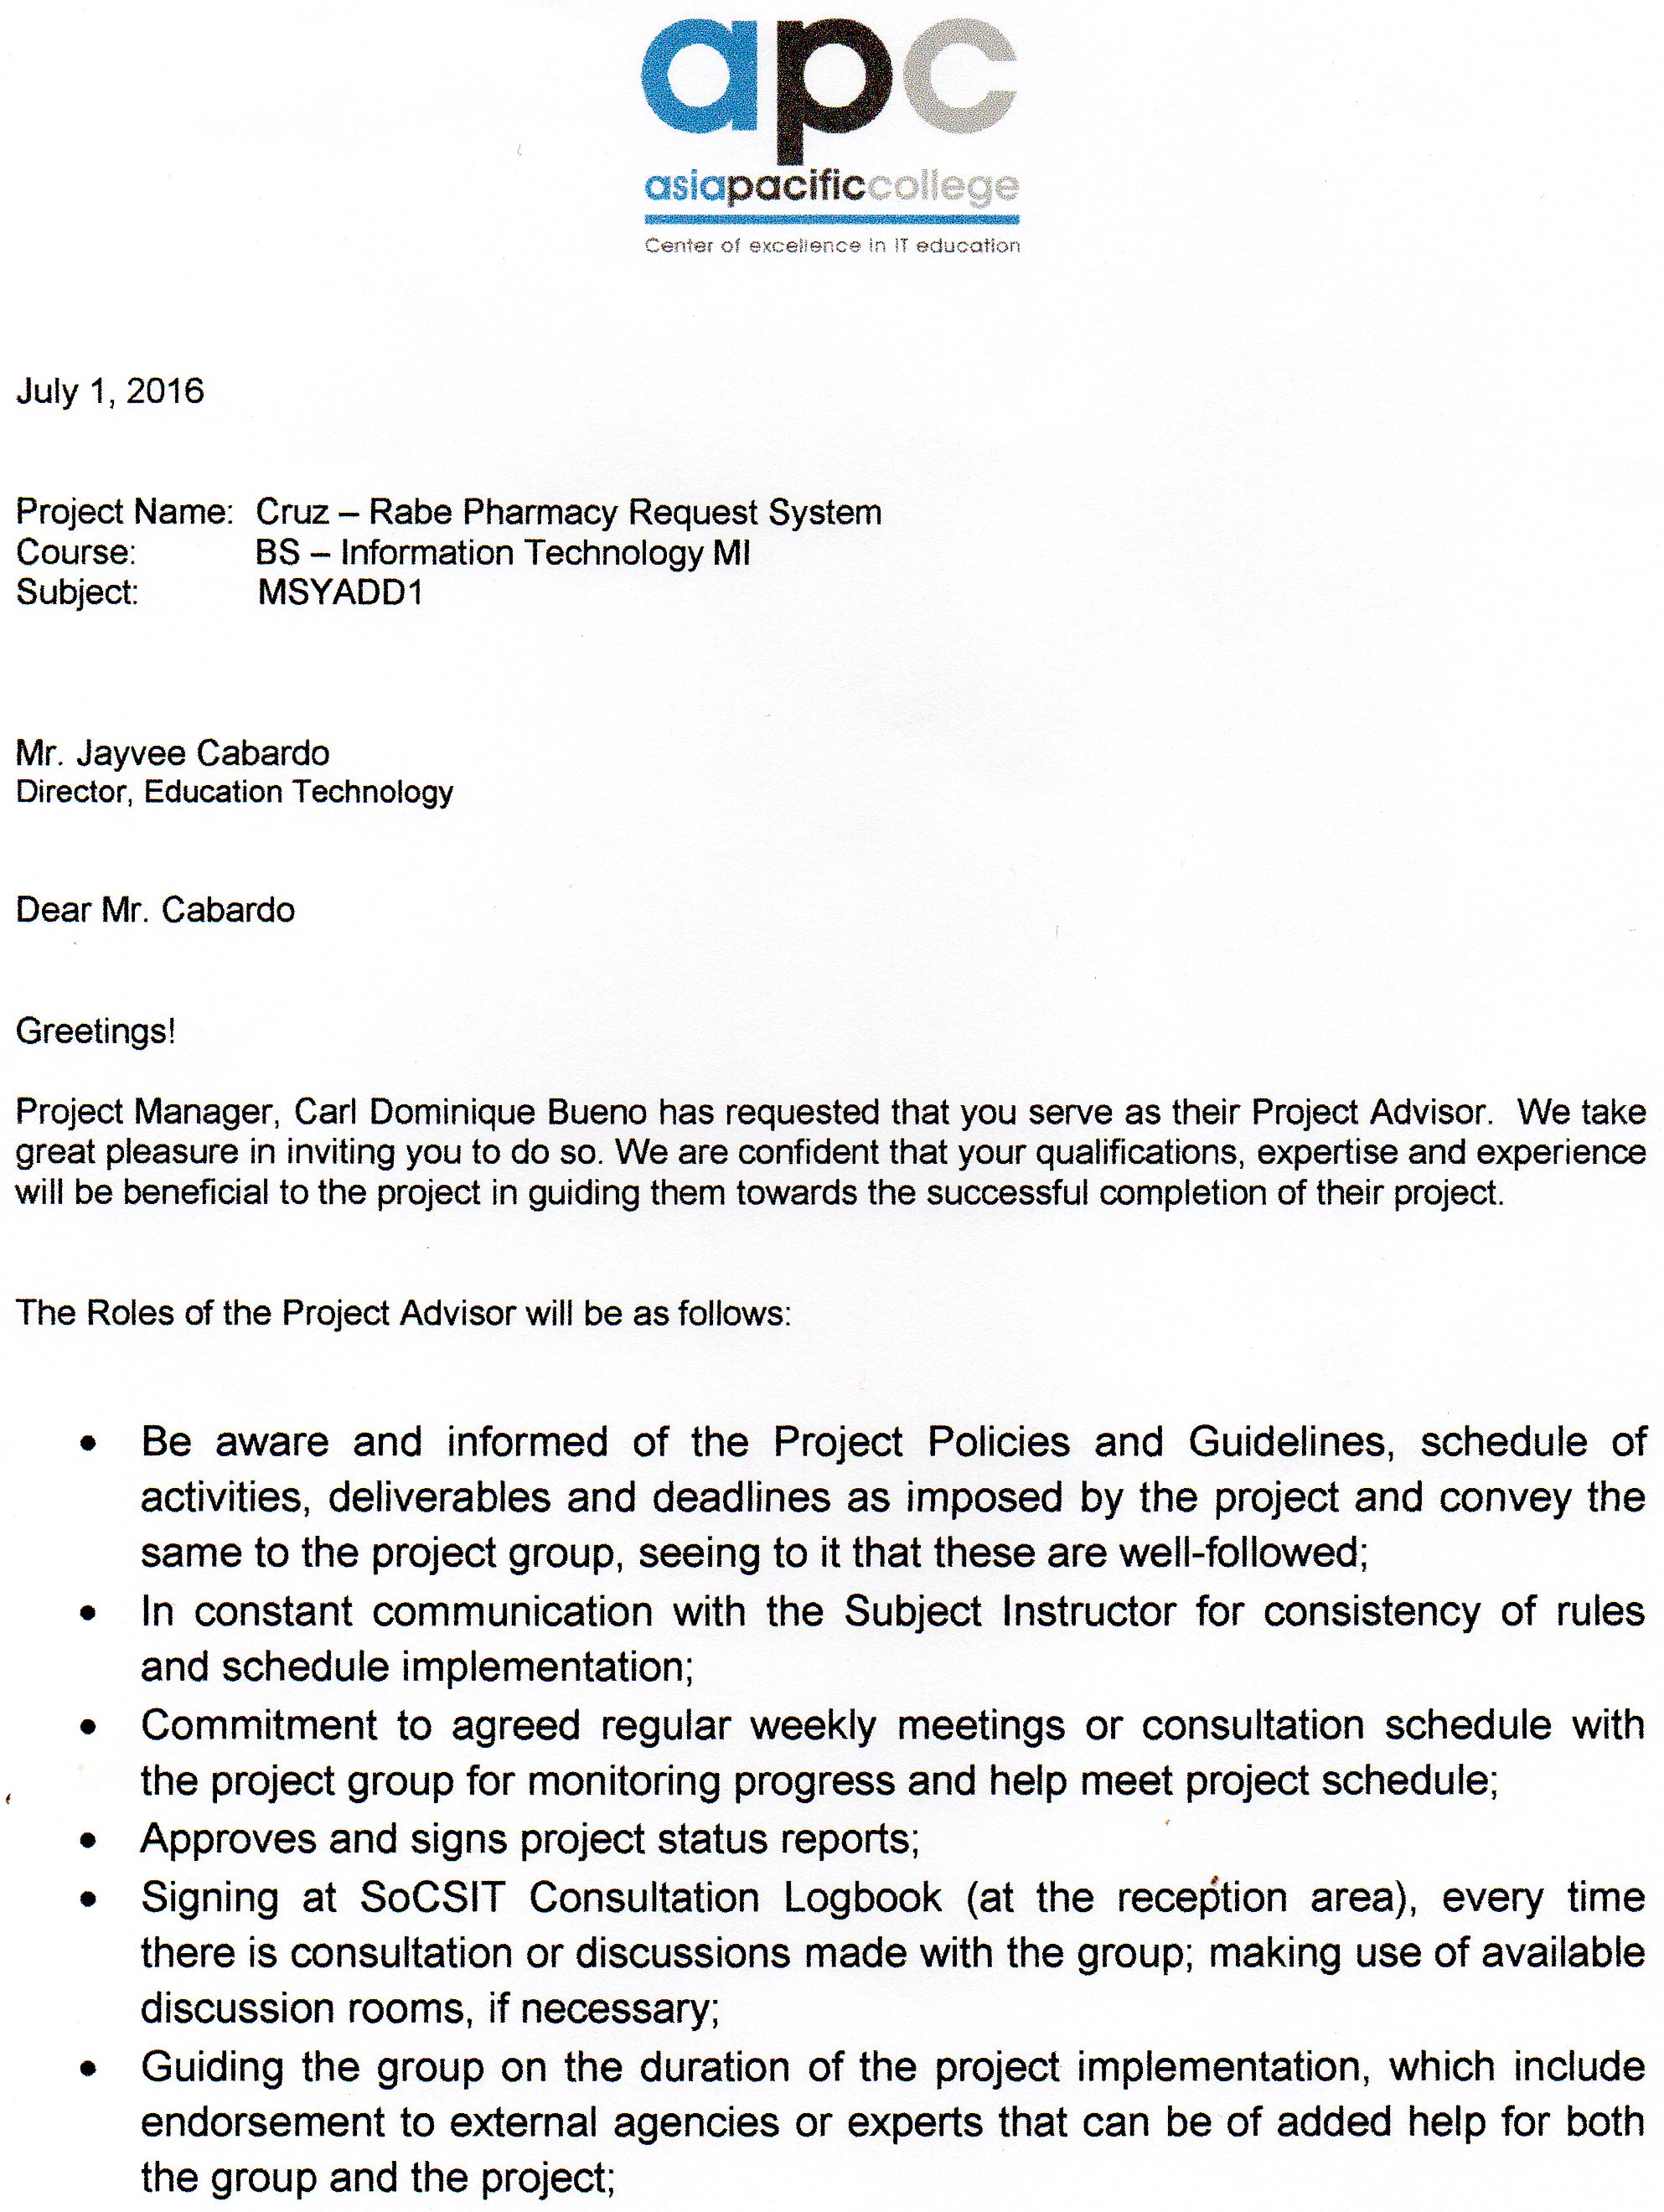 apc
asiapacificcollege
Center of excellence in IT education
July 1, 2016
Project Name: Cruz – Rabe Pharmacy Request System
Course: BS – Information Technology MI
Subject: MSYADD1
Mr. Jayvee Cabardo
Director, Education Technology
Dear Mr. Cabardo
Greetings!
Project Manager, Carl Dominique Bueno has requested that you serve as their Project Advisor. We take
great pleasure in inviting you to do so. We are confident that your qualifications, expertise and experience
will be beneficial to the project in guiding them towards the successful completion of their project.
The Roles of the Project Advisor will be as follows:
• Be aware and informed of the Project Policies and Guidelines, schedule of
activities, deliverables and deadlines as imposed by the project and convey the
same to the project group, seeing to it that these are well-followed;
• In constant communication with the Subject Instructor for consistency of rules
and schedule implementation;
• Commitment to agreed regular weekly meetings or consultation schedule with
the project group for monitoring progress and help meet project schedule;
• Approves and signs project status reports;
• Signing at SoCSIT Consultation Logbook (at the reception area), every time
there is consultation or discussions made with the group; making use of available
discussion rooms, if necessary;
• Guiding the group on the duration of the project implementation, which include
endorsement to external agencies or experts that can be of added help for both
the group and the project;